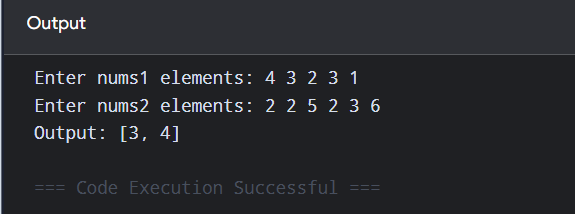 Output
Enter nums1 elements: 4 3 2 3 1
Enter nums2 elements: 2 2 5 2 3 6
Output: [3, 4]
=== Code Execution Successful ===